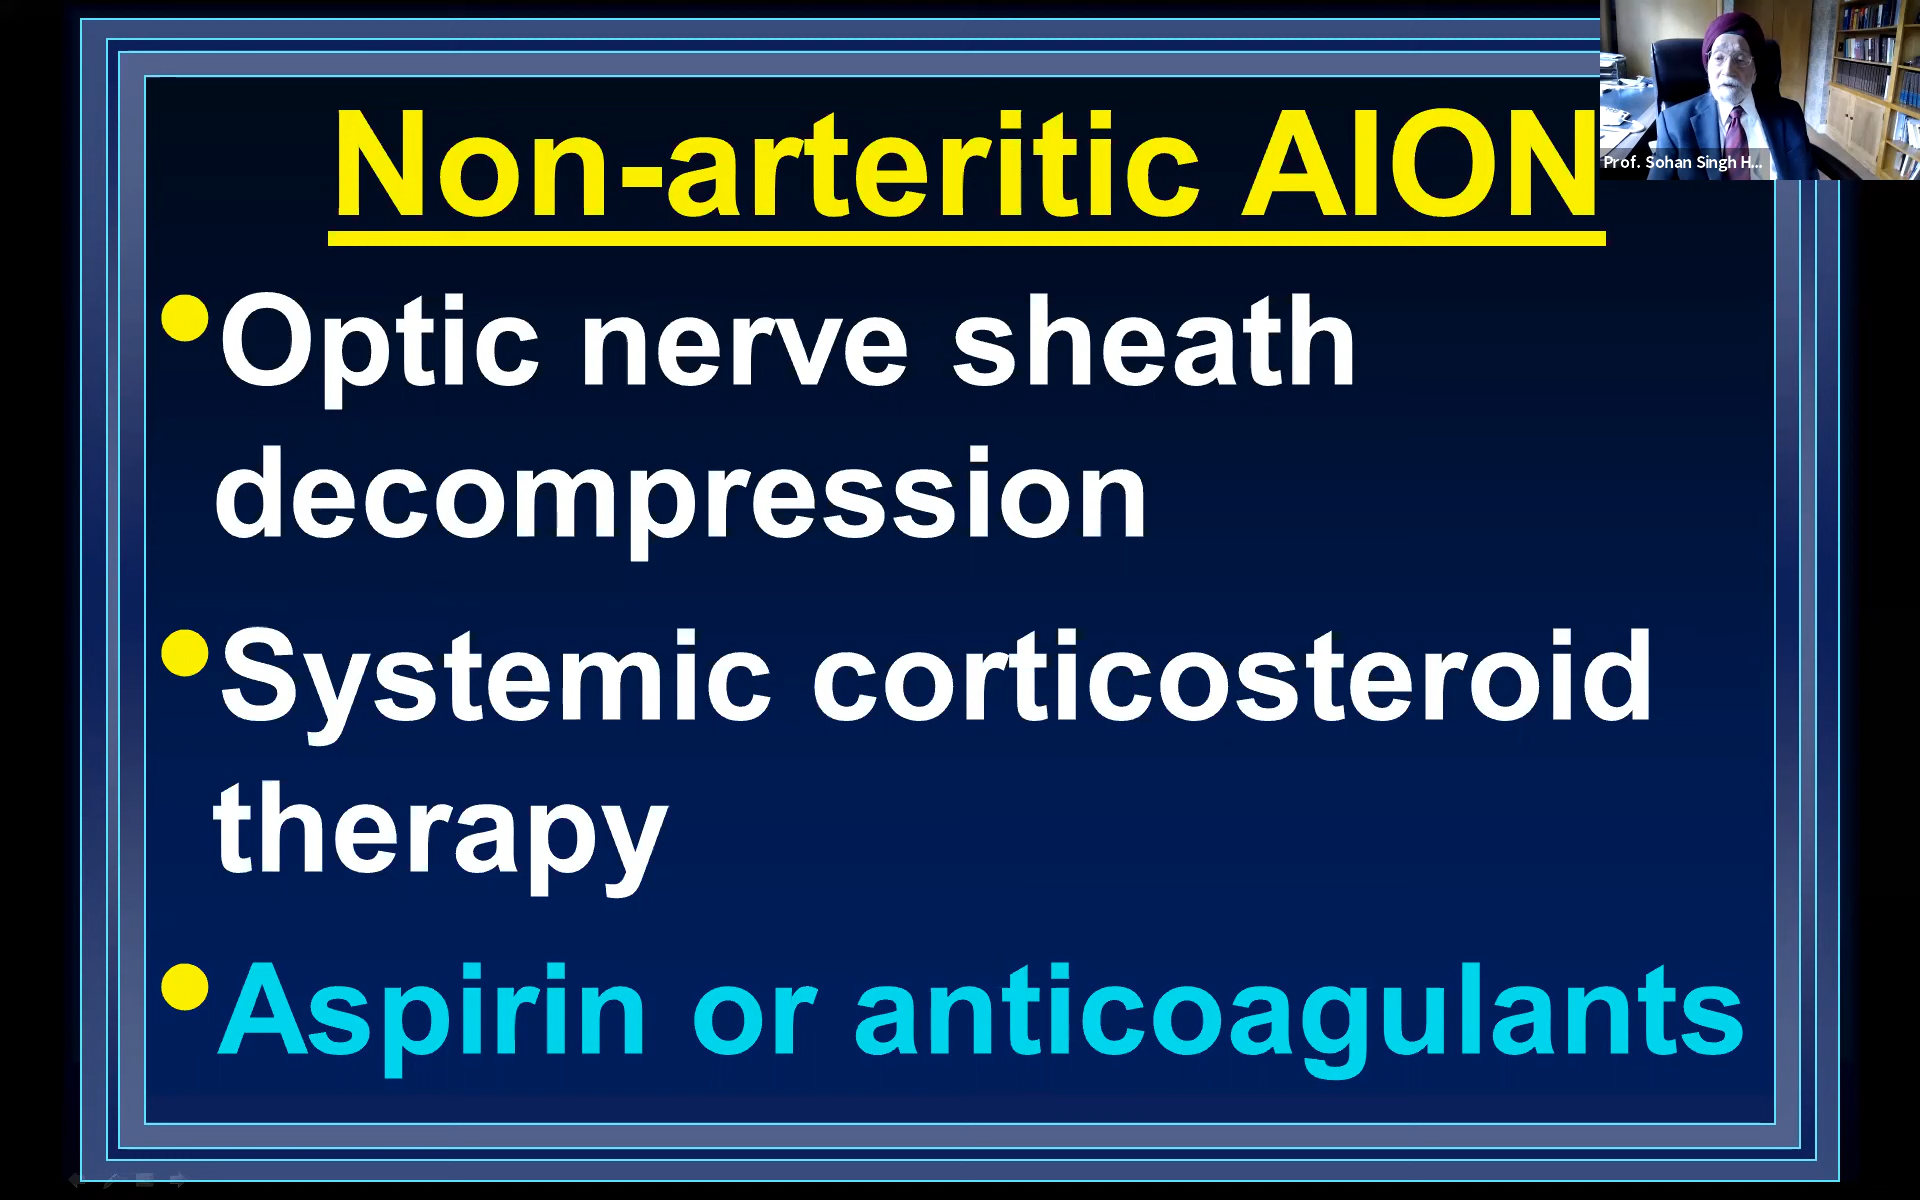 Non-arteritic AION
Prof. Sohan Singh H...
•Optic nerve sheath
decompression
•Systemic corticosteroid
therapy
•Aspirin or anticoagulants